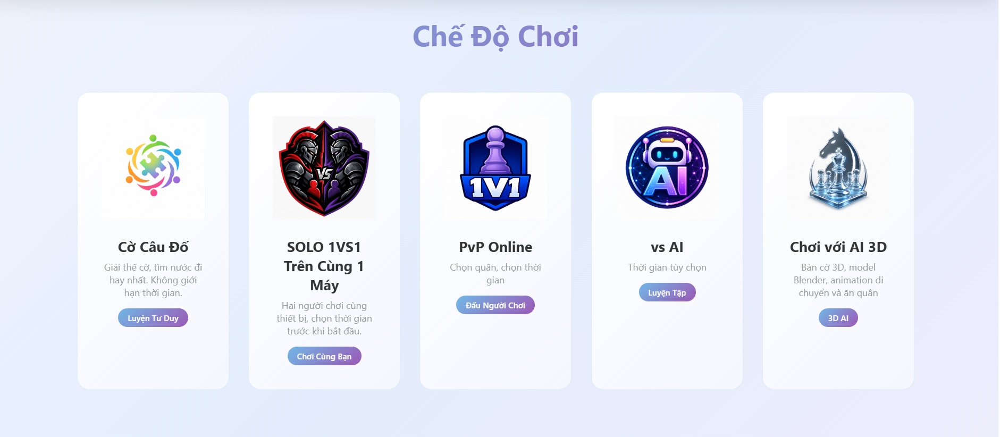 Chế Độ Chơi
VS
1V1
AI
Cờ Câu Đố
Giải thế cờ, tìm nước đi
hay nhất. Không giới
hạn thời gian.
Luyện Tư Duy
SOLO 1VS1
Trên Cùng 1
Máy
Hai người chơi cùng
thiết bị, chọn thời gian
trước khi bắt đầu.
Chơi Cùng Bạn
PvP Online
Chọn quân, chọn thời
gian
Đấu Người Chơi
vs AI
Thời gian tùy chọn
Luyện Tập
Chơi với AI 3D
Bàn cờ 3D, model
Blender, animation di
chuyển và ăn quân
3D AI